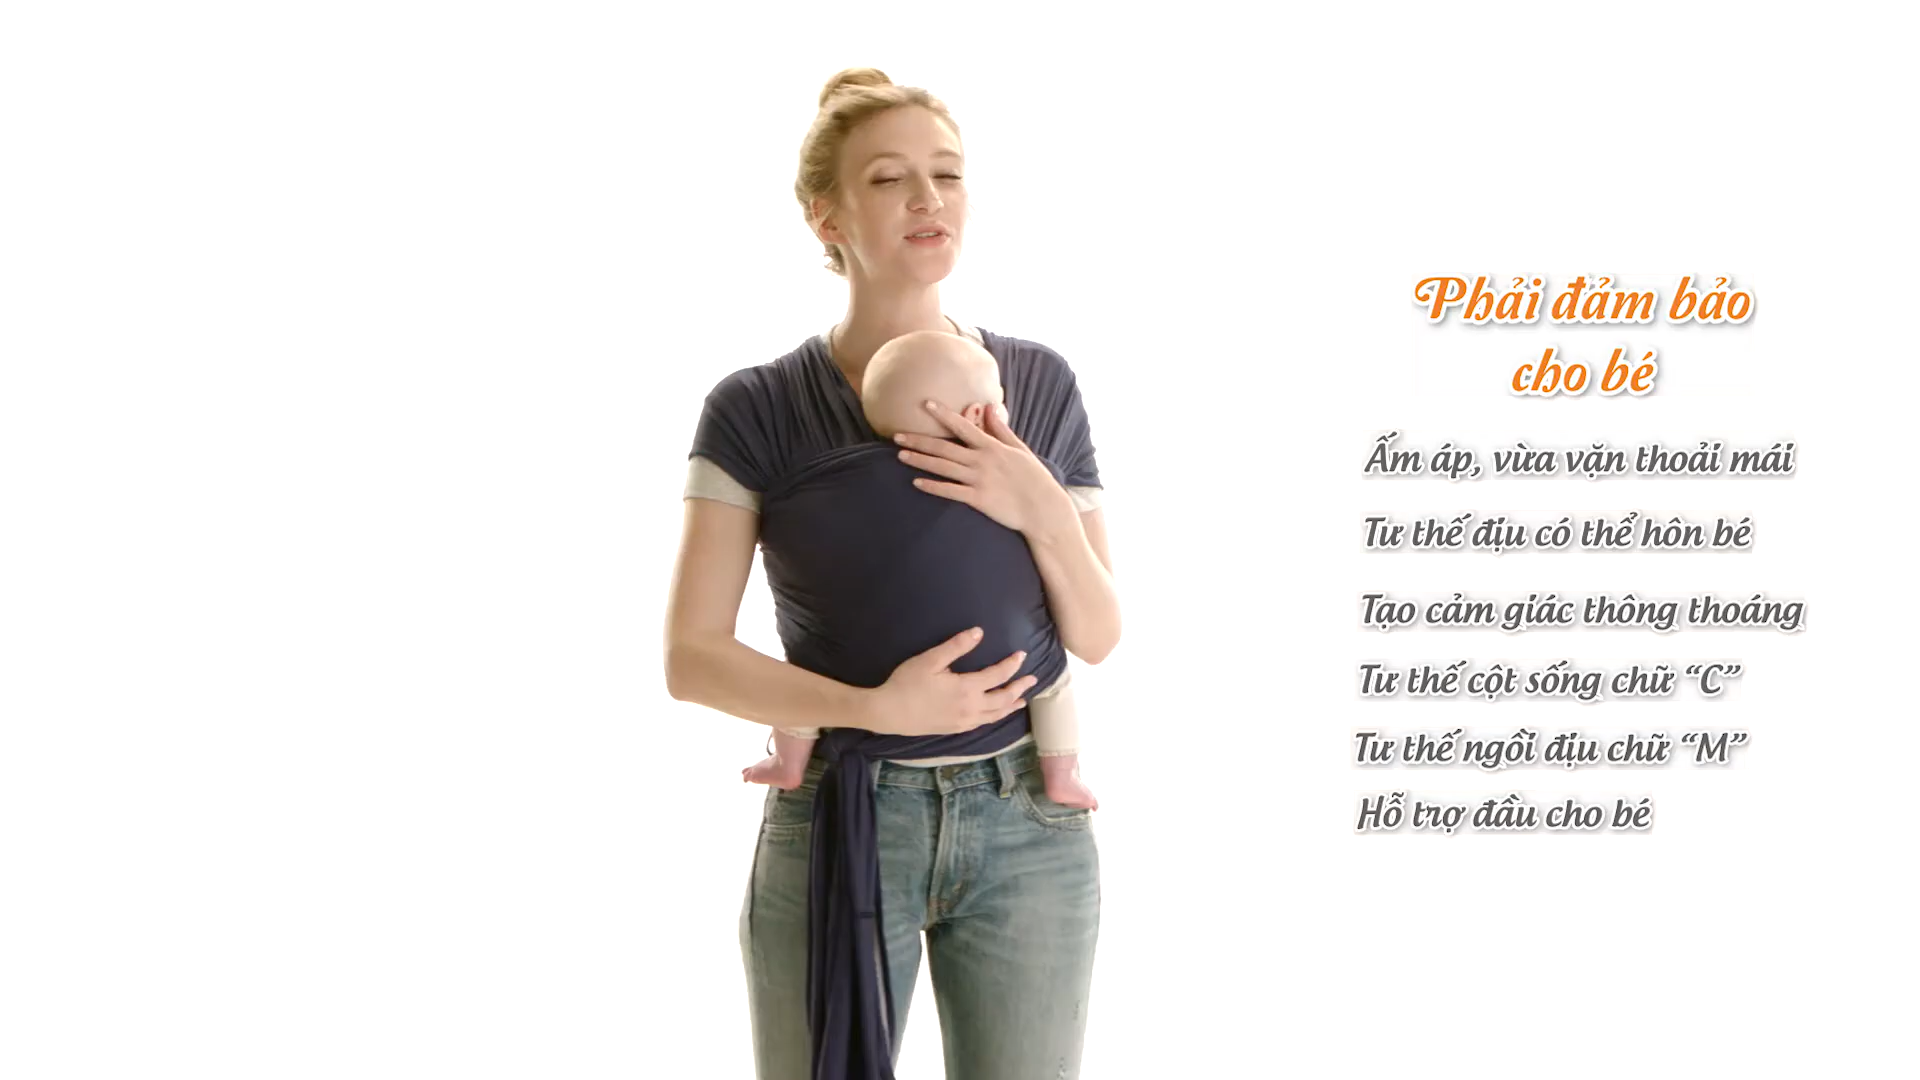 Phải đảm bảo
cho bé
Ấm áp, vừa vặn thoải mái
Tư thế địu có thể hôn bé
Tạo cảm giác thông thoáng
Tư thế cột sống chữ “C”
Tư thế ngồi địu chữ “M”
Hỗ trợ đầu cho bé